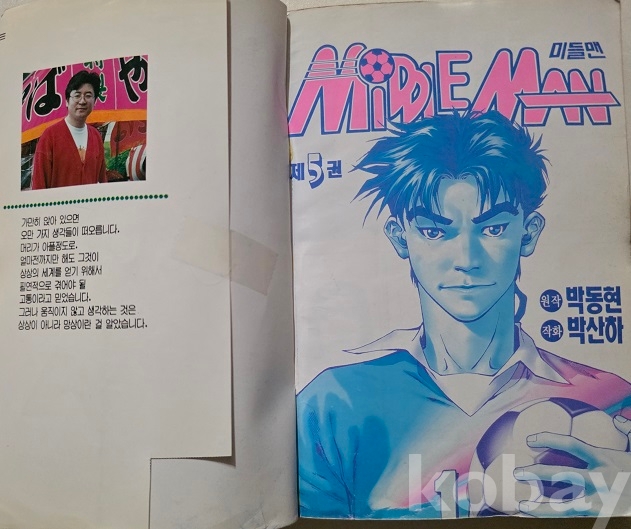 가만히 앉아 있으면
오만 가지 생각들이 떠오릅니다.
머리가 아플정도로.
얼마전까지만 해도 그것이
상상의 세계를 얻기 위해서
필연적으로 겪어야 될
고통이라고 믿었습니다.
그러나 움직이지 않고 생각하는 것은
상상이 아니라 망상이란 걸 알았습니다.
MIDDLE MAN
미들맨
제5권
원작 박동현
작화 박산하
1
kobay